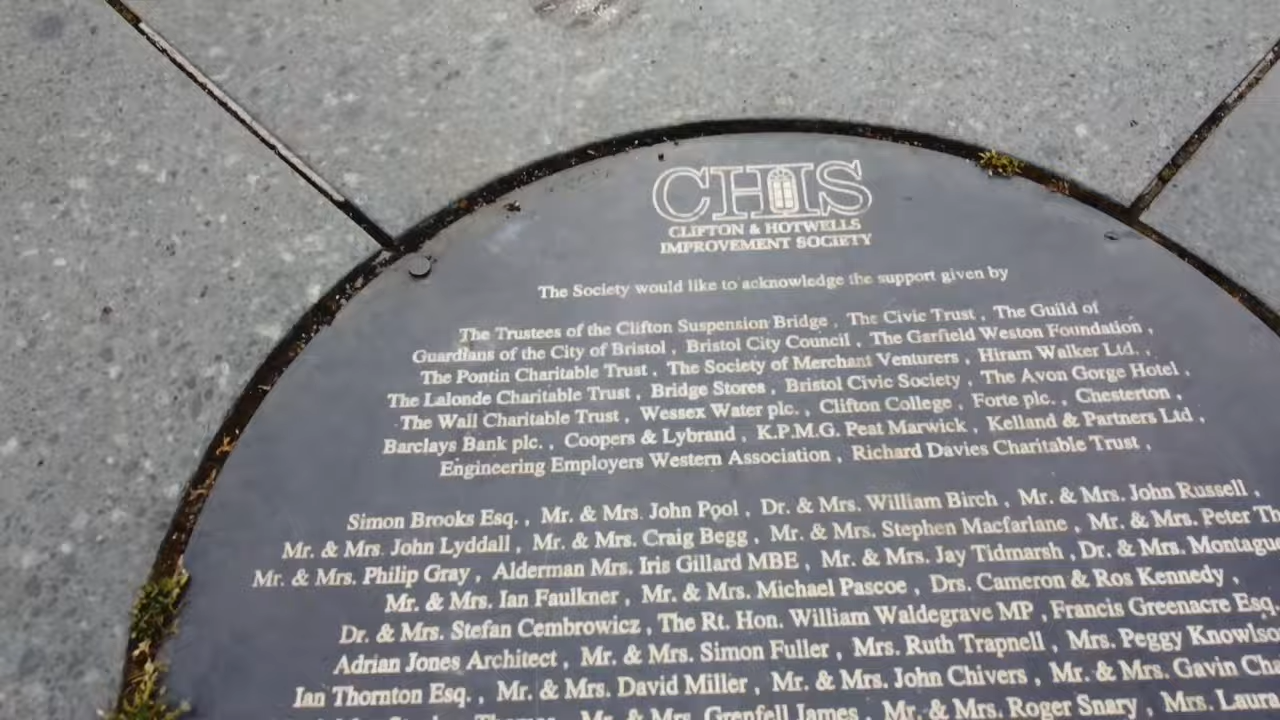 CHIS
CLIFTON & HOTWELLS
IMPROVEMENT SOCIETY
The Society would like to acknowledge the support given by
The Trustees of the Clifton Suspension Bridge , The Civic Trust , The Guild of
Guardians of the City of Bristol , Bristol City Council , The Garfield Weston Foundation ,
The Pontin Charitable Trust , The Society of Merchant Venturers , Hiram Walker Ltd. ,
The Lalonde Charitable Trust , Bridge Stores , Bristol Civic Society , The Avon Gorge Hotel ,
The Wall Charitable Trust , Wessex Water plc. , Clifton College , Forte plc. , Chesterton ,
Barclays Bank plc. , Coopers & Lybrand , K.P.M.G. Peat Marwick , Kelland & Partners Ltd ,
Engineering Employers Western Association , Richard Davies Charitable Trust ,
Simon Brooks Esq. , Mr. & Mrs. John Pool , Dr. & Mrs. William Birch , Mr. & Mrs. John Russell ,
Mr. & Mrs. John Lyddall , Mr. & Mrs. Craig Begg , Mr. & Mrs. Stephen Macfarlane , Mr. & Mrs. Peter Th
Mr. & Mrs. Philip Gray , Alderman Mrs. Iris Gillard MBE , Mr. & Mrs. Jay Tidmarsh , Dr. & Mrs. Montague
Mr. & Mrs. Ian Faulkner , Mr. & Mrs. Michael Pascoe , Drs. Cameron & Ros Kennedy ,
Dr. & Mrs. Stefan Cembrowicz , The Rt. Hon. William Waldegrave MP , Francis Greenacre Esq.
Adrian Jones Architect , Mr. & Mrs. Simon Fuller , Mrs. Ruth Trapnell , Mrs. Peggy Knowlso
Ian Thornton Esq. , Mr. & Mrs. David Miller , Mr. & Mrs. John Chivers , Mr. & Mrs. Gavin Cha
Mr. & Mrs. Grenfell James , Mr. & Mrs. Roger Snary , Mrs. Laura